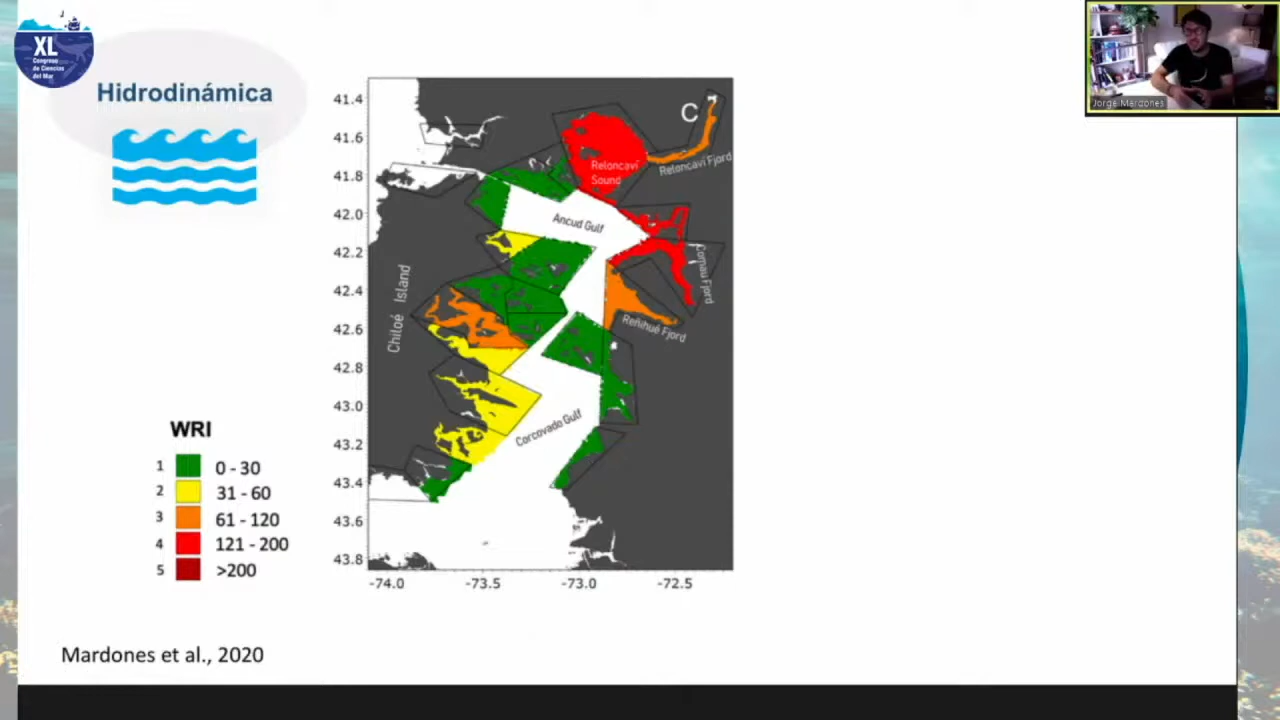 XL
Congreso
de Ciencias
del Mar
Hidrodinámica
Jorge Mardones
C
41.4
41.6
41.8
42.0
42.2
42.4
42.6
42.8
43.0
43.2
43.4
43.6
43.8
-74.0
-73.5
-73.0
-72.5
Reloncaví
Sound
Reloncaví Fjord
Ancud Gulf
Comau Fjord
Chiloé Island
Reñihué Fjord
Corcovado Gulf
WRI
1 0 - 30
2 31 - 60
3 61 - 120
4 121 - 200
5 >200
Mardones et al., 2020